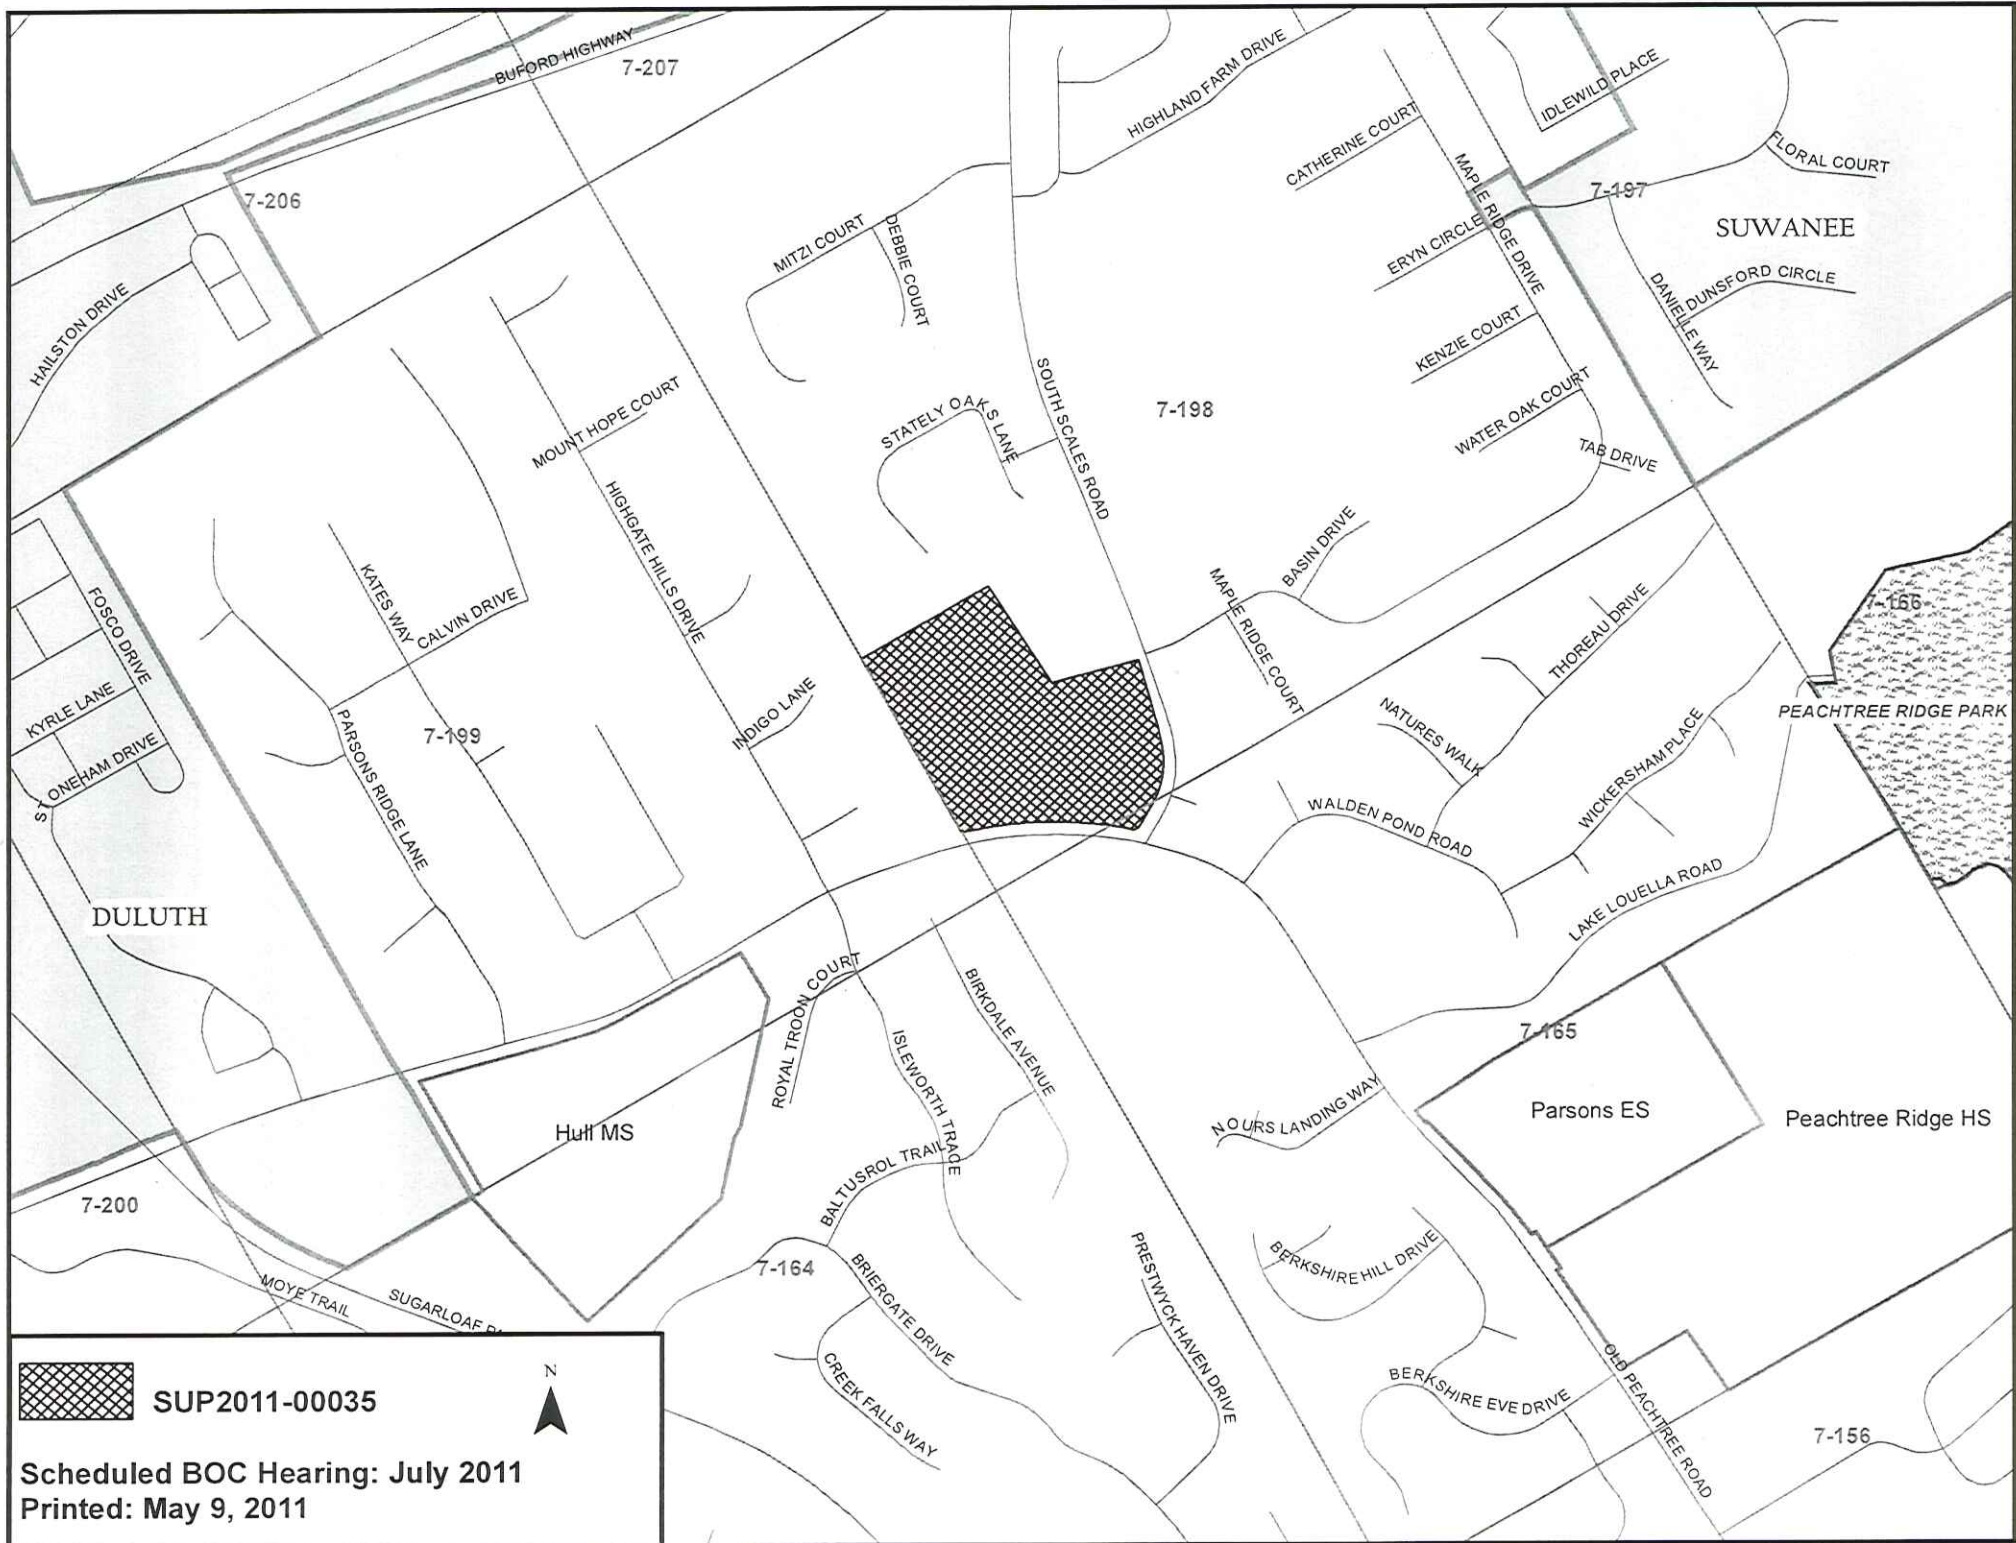 BUFORD HIGHWAY
7-207
HIGHLAND FARM DRIVE
IDLEWILD PLACE
CATHERINE COURT
FLORAL COURT
MAPLE RIDGE DRIVE
7-197
7-206
SUWANEE
MITZI COURT
DEBBIE COURT
ERYN CIRCLE
DUNSFORD CIRCLE
DANIELLE WAY
HAILSTON DRIVE
KENZIE COURT
SOUTH SCALES ROAD
7-198
MOUNT HOPE COURT
STATELY OAKS LANE
WATER OAK COURT
TAB DRIVE
HIGHGATE HILLS DRIVE
BASIN DRIVE
FOSCO DRIVE
KATES WAY
CALVIN DRIVE
MAPLE RIDGE COURT
THOREAU DRIVE
7-166
KYRLE LANE
INDIGO LANE
PARSONS RIDGE LANE
7-199
NATURES WALK
PEACHTREE RIDGE PARK
STONEHAM DRIVE
WICKERSHAM PLACE
WALDEN POND ROAD
DULUTH
LAKE LOUELLA ROAD
ROYAL TROON COURT
BIRKDALE AVENUE
ISLEWORTH TRACE
7-165
Hull MS
NOURS LANDING WAY
Parsons ES
Peachtree Ridge HS
BALTUSROL TRAIL
7-200
7-164
BRIERGATE DRIVE
PRESTWYCK HAVEN DRIVE
BERKSHIRE HILL DRIVE
MOYE TRAIL
SUGARLOAF
CREEK FALLS WAY
BERKSHIRE EVE DRIVE
OLD PEACHTREE ROAD
7-156
N
SUP2011-00035
Scheduled BOC Hearing: July 2011
Printed: May 9, 2011